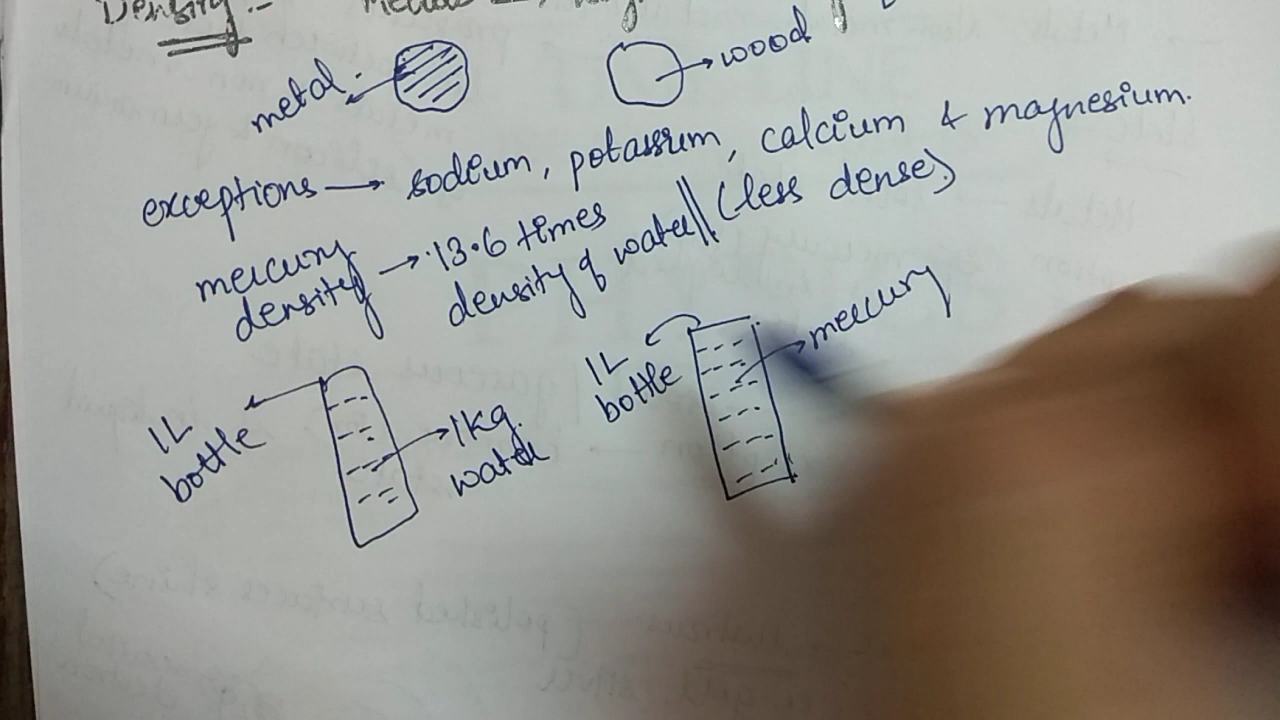 Density :-
metal.
wood
exceptions → sodium, potassium, calcium & magnesium.
(less dense)
mercury density → 13.6 times density of water
1L bottle
1kg. water
1L bottle
mercury